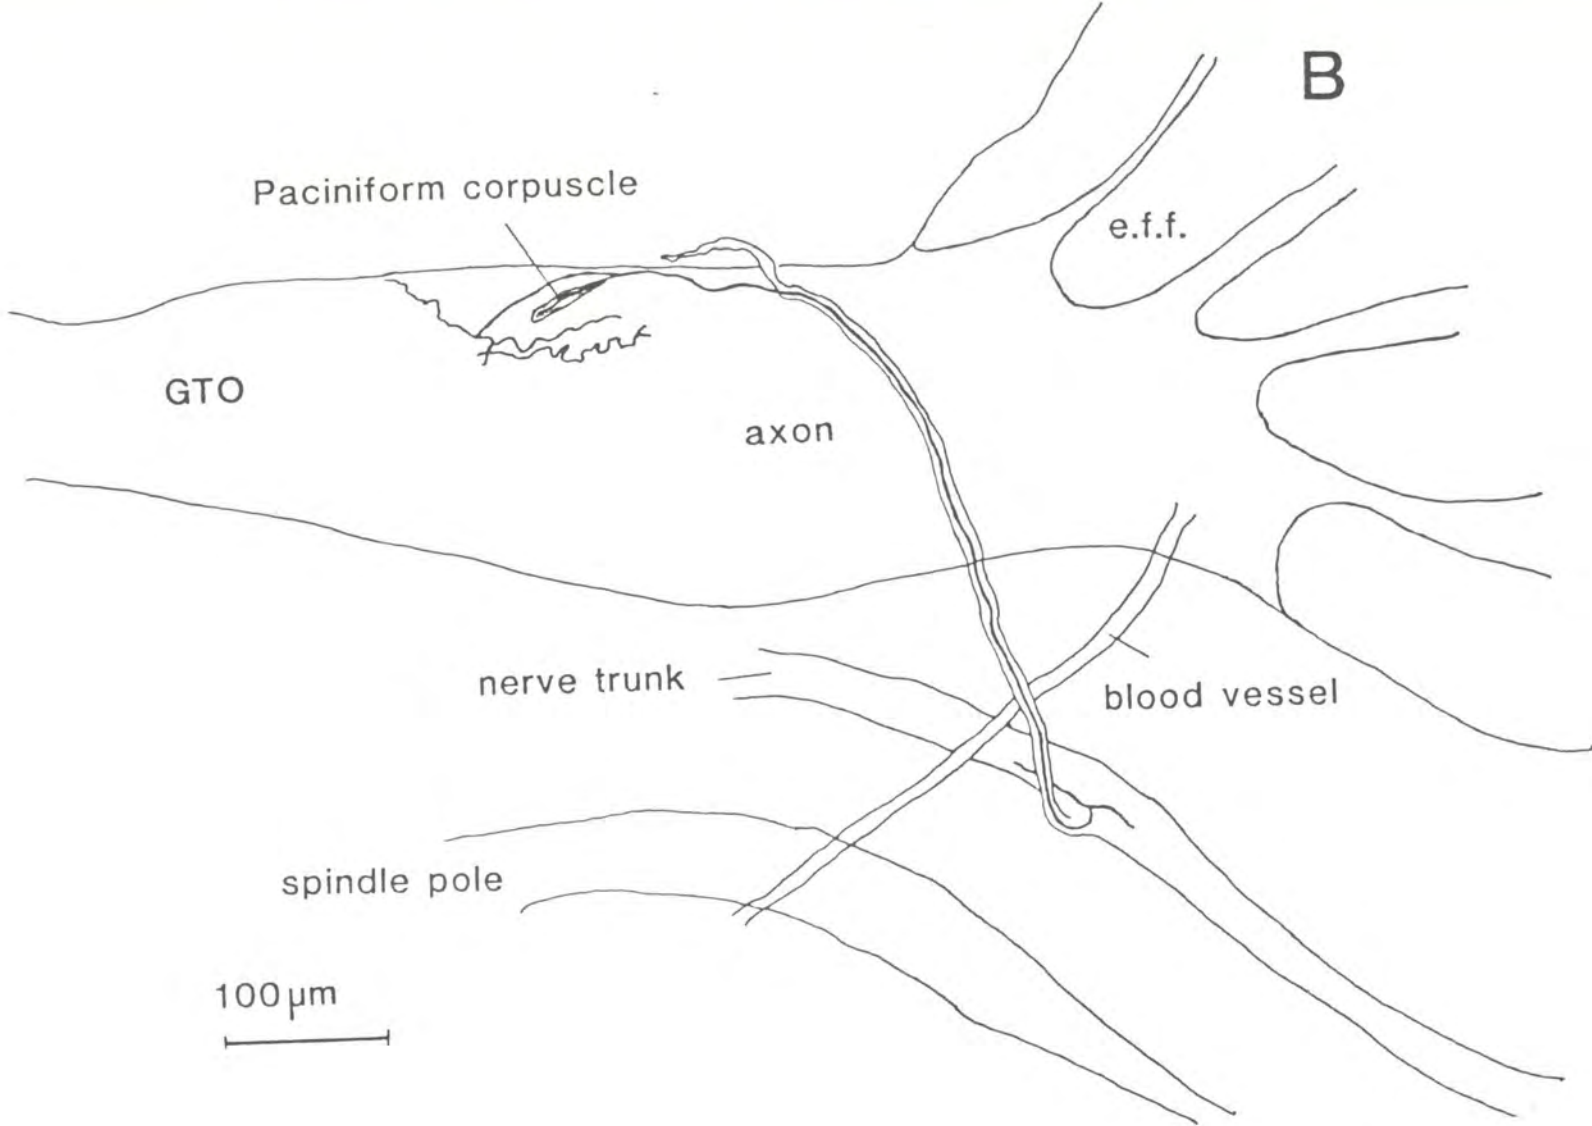 B
Paciniform corpuscle
e.f.f.
GTO
axon
nerve trunk
blood vessel
spindle pole
100 µm